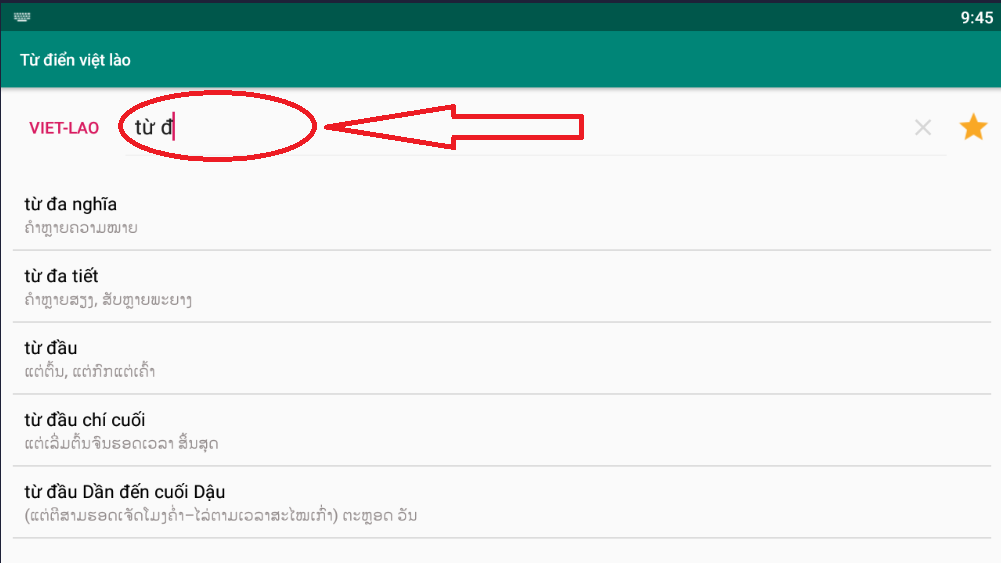 9:45
Từ điển việt lào
VIET-LAO
từ đ
từ đa nghĩa
ຄຳຫຼາຍຄວາມໝາຍ
từ đa tiết
ຄຳຫຼາຍສຽງ, ສັບຫຼາຍພະຍາງ
từ đầu
ແຕ່ຕົ້ນ, ແຕ່ກົກແຕ່ເຄົ້າ
từ đầu chí cuối
ແຕ່ເລີ່ມຕົ້ນຈົນຮອດເວລາ ສິ້ນສຸດ
từ đầu Dần đến cuối Dậu
(ແຕ່ຕີສາມຮອດເຈັດໂມງຄ່ຳ–ໄລ່ຕາມເວລາສະໄໝເກົ່າ) ຕະຫຼອດ ວັນ